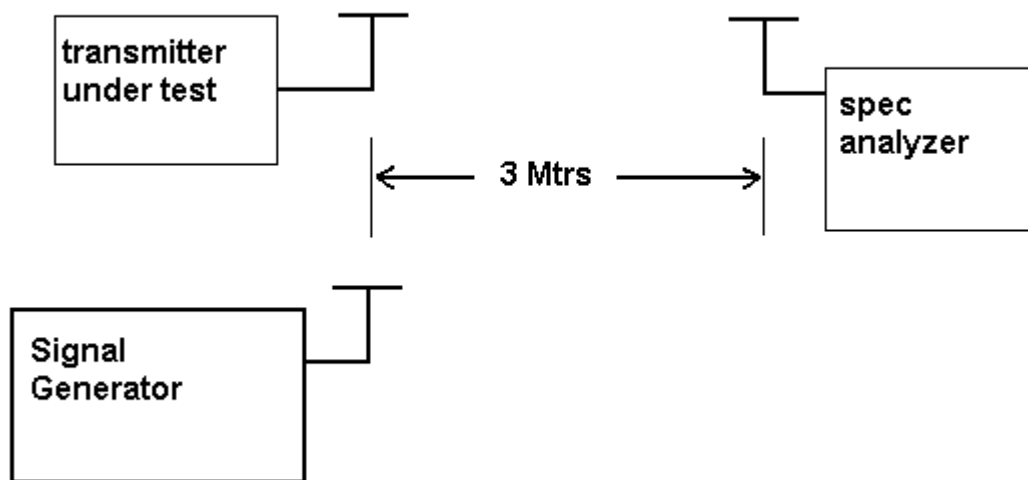 transmitter
under test
spec
analyzer
3 Mtrs
Signal
Generator